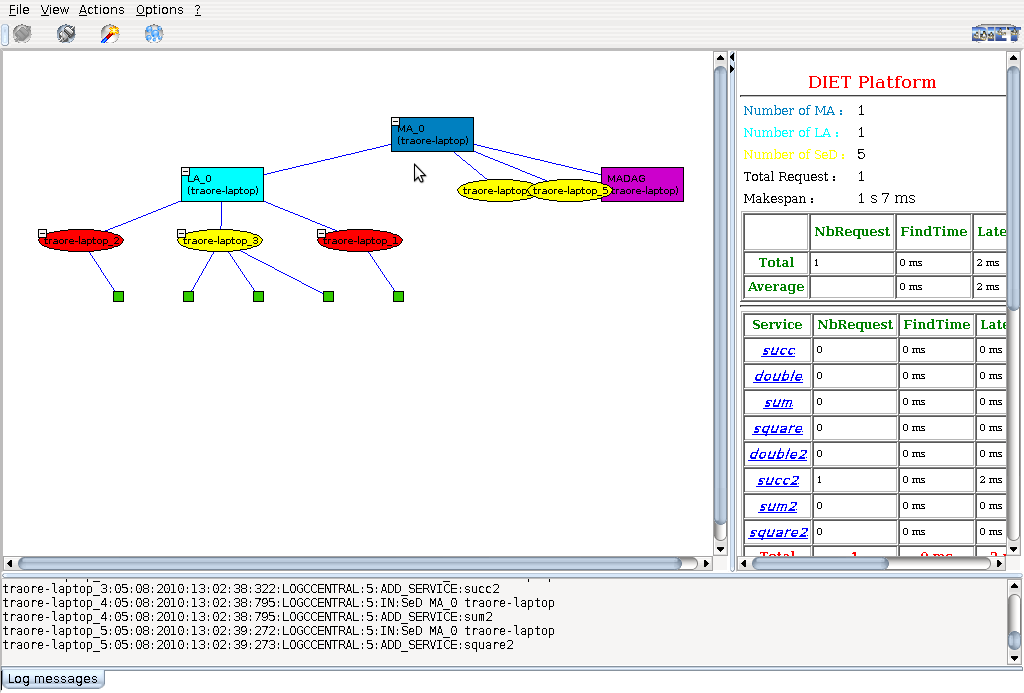 File View Actions Options ?
DIET
MA_0
(traore-laptop)
LA_0
(traore-laptop)
traore-laptop_
traore-laptop_5
MADAG
traore-laptop)
traore-laptop_2
traore-laptop_3
traore-laptop_1
DIET Platform
Number of MA : 1
Number of LA : 1
Number of SeD : 5
Total Request : 1
Makespan : 1 s 7 ms
NbRequest FindTime Late
Total 1 0 ms 2 ms
Average 0 ms 2 ms
Service NbRequest FindTime Late
succ 0 0 ms 0 ms
double 0 0 ms 0 ms
sum 0 0 ms 0 ms
square 0 0 ms 0 ms
double2 0 0 ms 0 ms
succ2 1 0 ms 2 ms
sum2 0 0 ms 0 ms
square2 0 0 ms 0 ms
Total 1 0 ms
traore-laptop_3:05:08:2010:13:02:38:322:LOGCCENTRAL:5:ADD_SERVICE:succ2
traore-laptop_4:05:08:2010:13:02:38:795:LOGCCENTRAL:5:IN:SeD MA_0 traore-laptop
traore-laptop_4:05:08:2010:13:02:38:795:LOGCCENTRAL:5:ADD_SERVICE:sum2
traore-laptop_5:05:08:2010:13:02:39:272:LOGCCENTRAL:5:IN:SeD MA_0 traore-laptop
traore-laptop_5:05:08:2010:13:02:39:273:LOGCCENTRAL:5:ADD_SERVICE:square2
Log messages